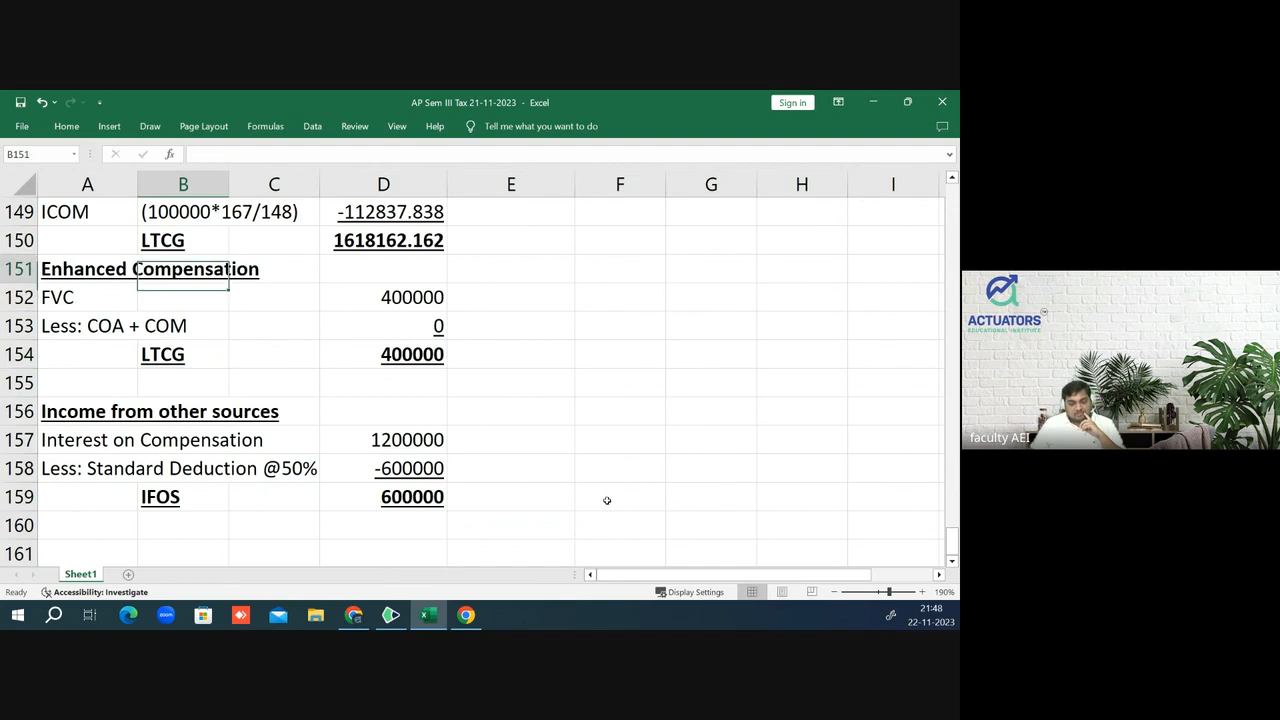 AP Sem III Tax 21-11-2023 - Excel
Sign in
File Home Insert Draw Page Layout Formulas Data Review View Help Tell me what you want to do
B151 fx
A B C D E F G H I
149 ICOM (100000*167/148) -112837.838
150 LTCG 1618162.162
151 Enhanced Compensation
152 FVC 400000
153 Less: COA + COM 0
154 LTCG 400000
155
156 Income from other sources
157 Interest on Compensation 1200000
158 Less: Standard Deduction @50% -600000
159 IFOS 600000
160
161
Sheet1
Ready Accessibility: Investigate Display Settings 190%
zoom
21:48
22-11-2023
ACTUATORS
EDUCATIONAL INSTITUTE
faculty AEI